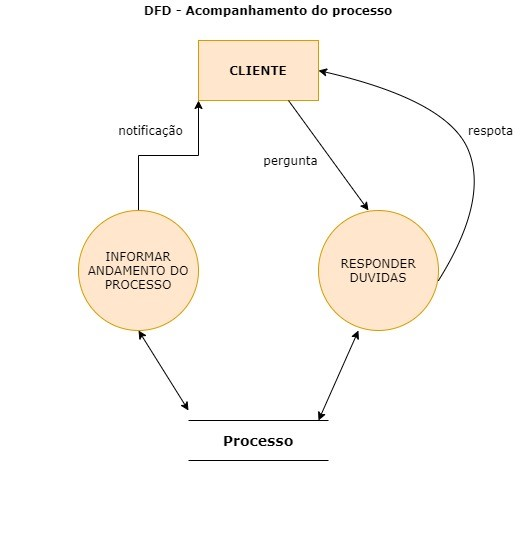 DFD - Acompanhamento do processo
CLIENTE
notificação
respota
pergunta
INFORMAR
ANDAMENTO DO
PROCESSO
RESPONDER
DUVIDAS
Processo